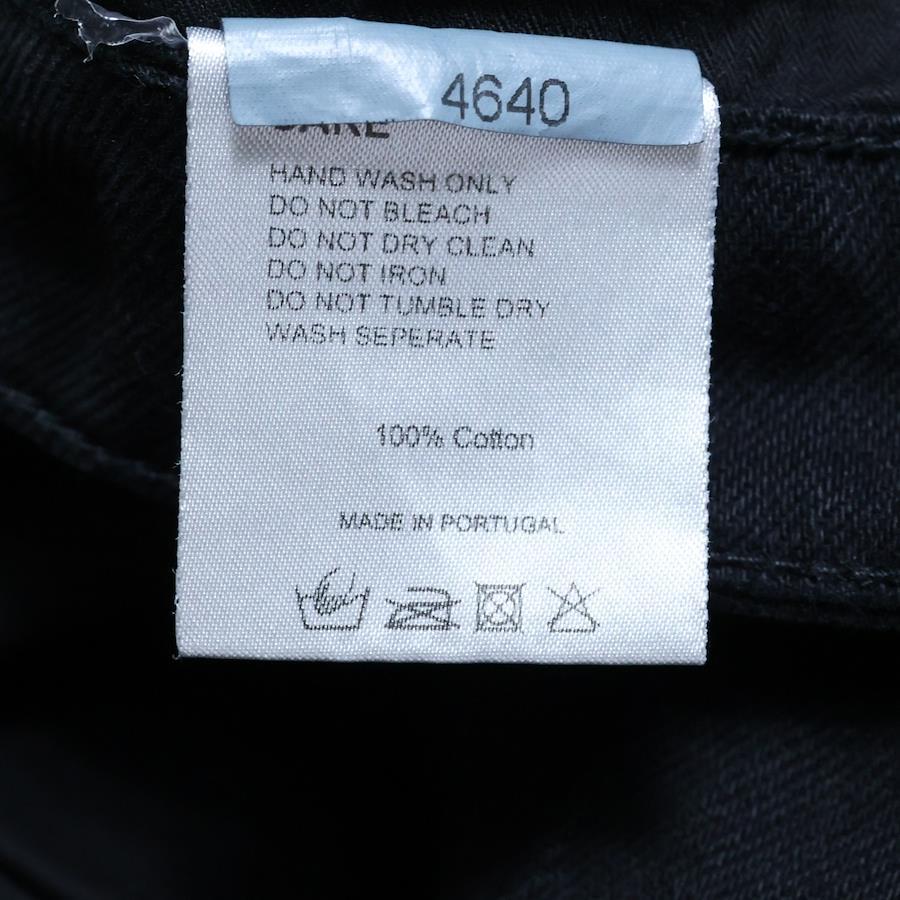 4640
CARE
HAND WASH ONLY
DO NOT BLEACH
DO NOT DRY CLEAN
DO NOT IRON
DO NOT TUMBLE DRY
WASH SEPERATE
100% Cotton
MADE IN PORTUGAL